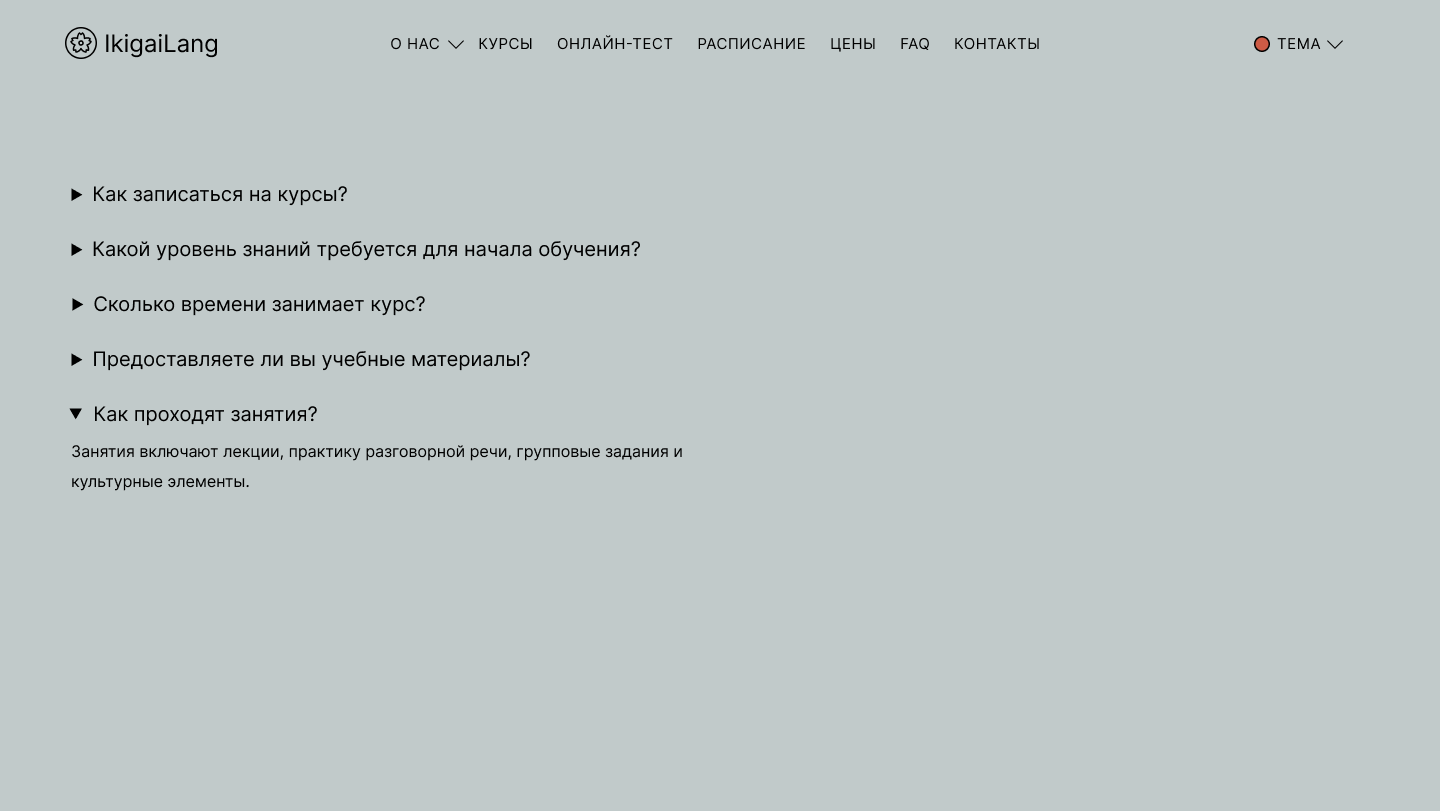 IkigaiLang
О НАС
КУРСЫ
ОНЛАЙН-ТЕСТ
РАСПИСАНИЕ
ЦЕНЫ
FAQ
КОНТАКТЫ
ТЕМА
Как записаться на курсы?
Какой уровень знаний требуется для начала обучения?
Сколько времени занимает курс?
Предоставляете ли вы учебные материалы?
Как проходят занятия?
Занятия включают лекции, практику разговорной речи, групповые задания и
культурные элементы.